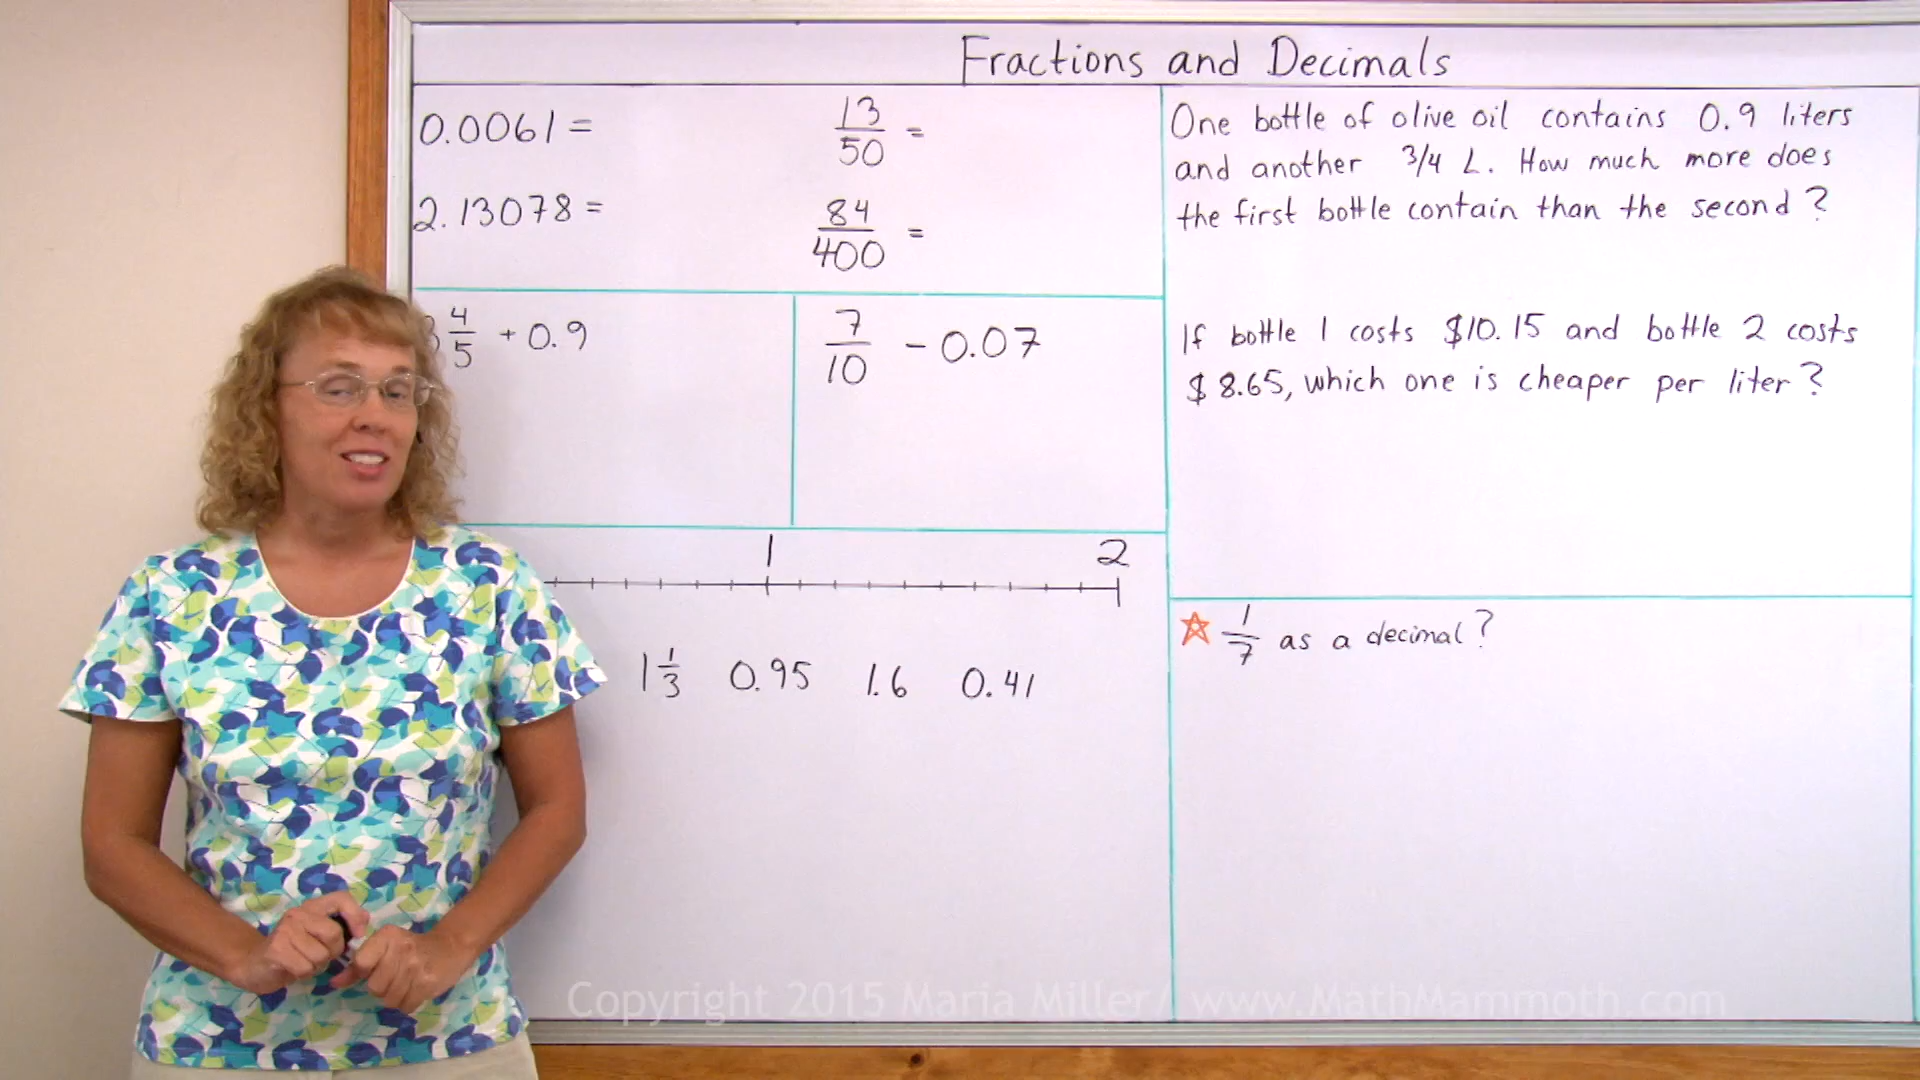 Fractions and Decimals
0.0061 =
13/50 =
2.13078 =
84/400 =
4/5 + 0.9
7/10 - 0.07
1 2
1 1/3 0.95 1.6 0.41
One bottle of olive oil contains 0.9 liters
and another 3/4 L. How much more does
the first bottle contain than the second?
If bottle 1 costs $10.15 and bottle 2 costs
$8.65, which one is cheaper per liter?
☆ 1/7 as a decimal?
Copyright 2015 Maria Miller / www.MathMammoth.com